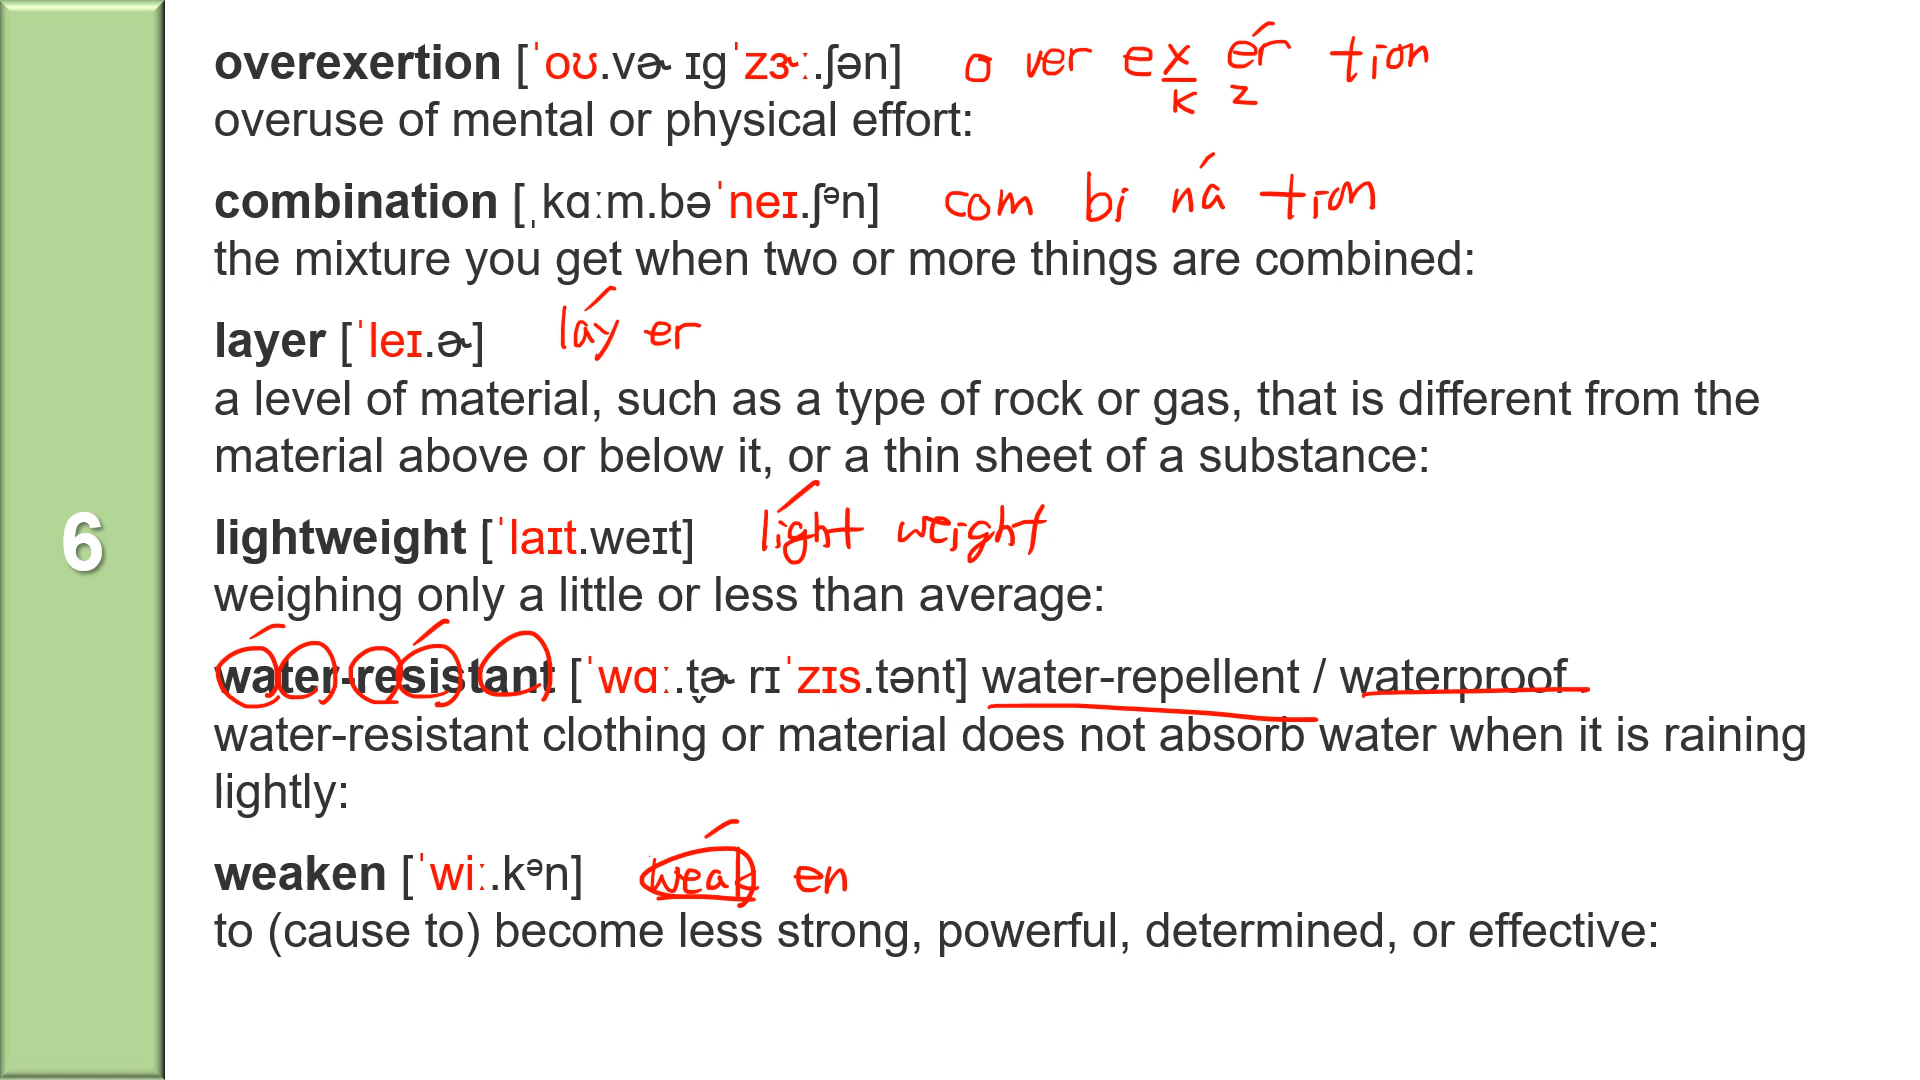 overexertion [ˈoʊ.vɚ ɪgˈzɝː.ʃən] o ver ex ér tion
k z
overuse of mental or physical effort:
combination [ˌkɑːm.bəˈneɪ.ʃᵊn] com bi ná tion
the mixture you get when two or more things are combined:
layer [ˈleɪ.ɚ] láy er
a level of material, such as a type of rock or gas, that is different from the
material above or below it, or a thin sheet of a substance:
6
lightweight [ˈlaɪt.weɪt] líght weight
weighing only a little or less than average:
water-resistant [ˈwɑː.t̬ɚ rɪˈzɪs.tənt] water-repellent / waterproof
water-resistant clothing or material does not absorb water when it is raining
lightly:
weaken [ˈwiː.kᵊn] weák en
to (cause to) become less strong, powerful, determined, or effective: